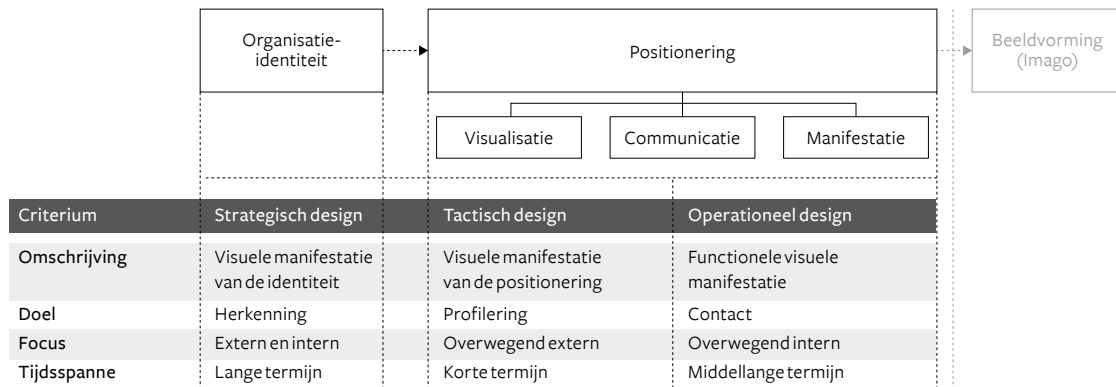 Organisatie-
identiteit
Positionering
Beeldvorming
(Imago)
Visualisatie
Communicatie
Manifestatie
Criterium Strategisch design Tactisch design Operationeel design
Omschrijving Visuele manifestatie Visuele manifestatie Functionele visuele
van de identiteit van de positionering manifestatie
Doel Herkenning Profilering Contact
Focus Extern en intern Overwegend extern Overwegend intern
Tijdsspanne Lange termijn Korte termijn Middellange termijn